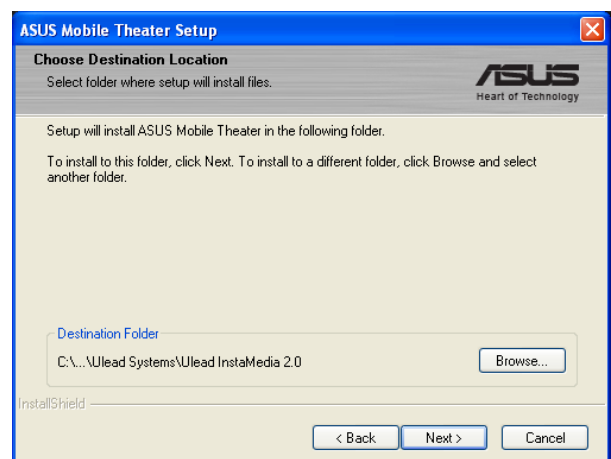 ASUS Mobile Theater Setup
Choose Destination Location
Select folder where setup will install files.
ASUS
Heart of Technology
Setup will install ASUS Mobile Theater in the following folder.
To install to this folder, click Next. To install to a different folder, click Browse and select
another folder.
Destination Folder
C:\...\Ulead Systems\Ulead InstaMedia 2.0
Browse...
InstallShield
< Back
Next >
Cancel